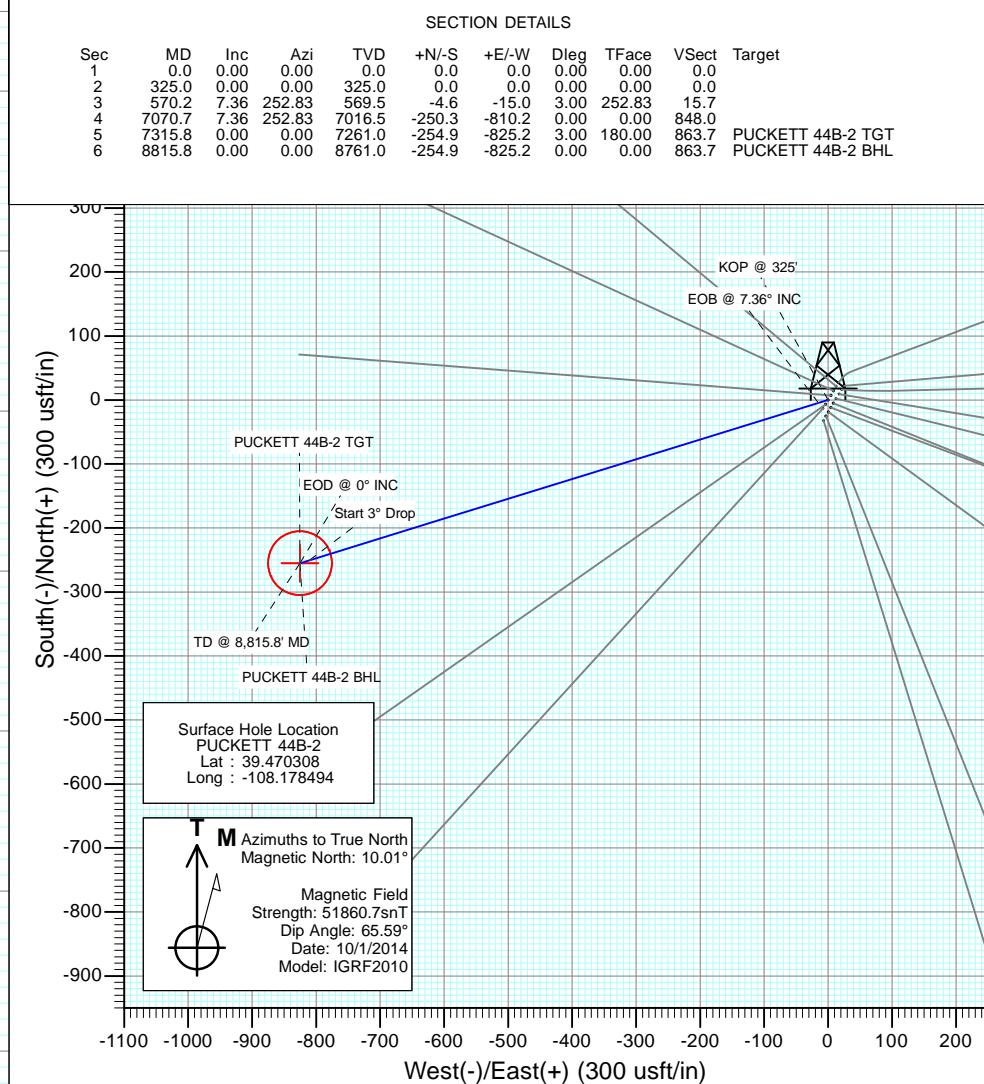 SECTION DETAILS
Sec MD Inc Azi TVD +N/-S +E/-W Dleg TFace VSect Target
1 0.0 0.00 0.00 0.0 0.0 0.0 0.00 0.00 0.0
2 325.0 0.00 0.00 325.0 0.0 0.0 0.00 0.00 0.0
3 570.2 7.36 252.83 569.5 -4.6 -15.0 3.00 252.83 15.7
4 7070.7 7.36 252.83 7016.5 -250.3 -810.2 0.00 0.00 848.0
5 7315.8 0.00 0.00 7261.0 -254.9 -825.2 3.00 180.00 863.7 PUCKETT 44B-2 TGT
6 8815.8 0.00 0.00 8761.0 -254.9 -825.2 0.00 0.00 863.7 PUCKETT 44B-2 BHL
300
200
100
0
-100
-200
-300
-400
-500
-600
-700
-800
-900
South(-)/North(+) (300 usft/in)
KOP @ 325'
EOB @ 7.36° INC
PUCKETT 44B-2 TGT
EOD @ 0° INC
Start 3° Drop
TD @ 8,815.8' MD
PUCKETT 44B-2 BHL
Surface Hole Location
PUCKETT 44B-2
Lat : 39.470308
Long : -108.178494
T M
Azimuths to True North
Magnetic North: 10.01°
Magnetic Field
Strength: 51860.7snT
Dip Angle: 65.59°
Date: 10/1/2014
Model: IGRF2010
-1100 -1000 -900 -800 -700 -600 -500 -400 -300 -200 -100 0 100 200
West(-)/East(+) (300 usft/in)